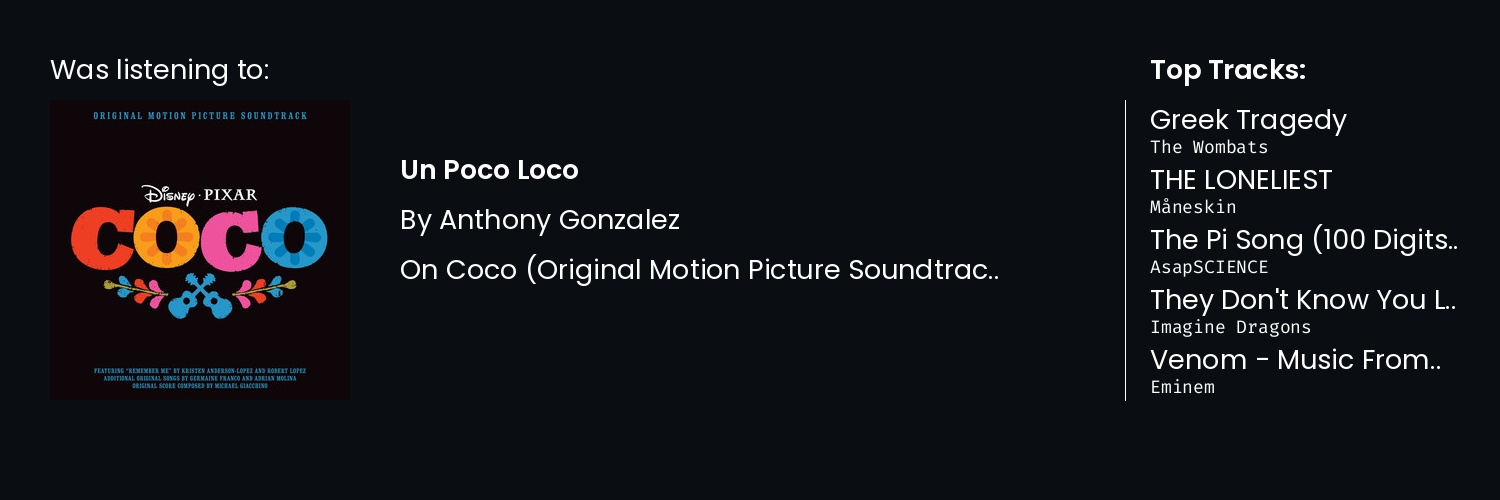 Was listening to:
ORIGINAL MOTION PICTURE SOUNDTRACK
Disney · PIXAR
COCO
FEATURING "REMEMBER ME" BY KRISTEN ANDERSON-LOPEZ AND ROBERT LOPEZ
ADDITIONAL ORIGINAL SONGS BY GERMAINE FRANCO AND ADRIAN MOLINA
ORIGINAL SCORE COMPOSED BY MICHAEL GIACCHINO
Un Poco Loco
By Anthony Gonzalez
On Coco (Original Motion Picture Soundtrac..
Top Tracks:
Greek Tragedy
The Wombats
THE LONELIEST
Måneskin
The Pi Song (100 Digits..
AsapSCIENCE
They Don't Know You L..
Imagine Dragons
Venom - Music From..
Eminem